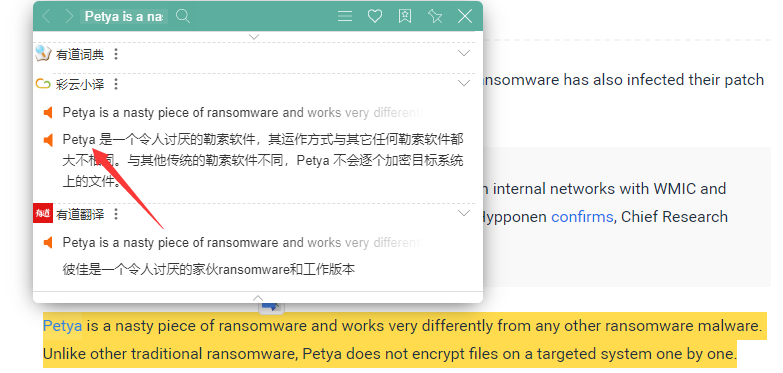 Petya is a na
有道词典
彩云小译
Petya is a nasty piece of ransomware and works very different
Petya 是一个令人讨厌的勒索软件，其运作方式与其它任何勒索软件都
大不相同。与其他传统的勒索软件不同，Petya 不会逐个加密目标系统
上的文件。
有道
有道翻译
Petya is a nasty piece of ransomware and works very different
彼佳是一个令人讨厌的家伙ransomware和工作版本
nsomware has also infected their patch
internal networks with WMIC and
Hypponen confirms, Chief Research
Petya is a nasty piece of ransomware and works very differently from any other ransomware malware.
Unlike other traditional ransomware, Petya does not encrypt files on a targeted system one by one.